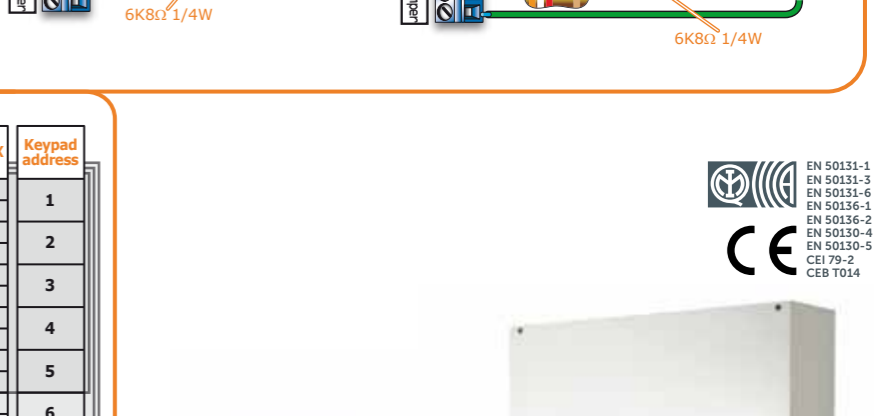 6K8Ω 1/4W
6K8Ω 1/4W
Keypad
address
1
2
3
4
5
6
EN 50131-1
EN 50131-3
EN 50131-6
EN 50136-1
EN 50136-2
EN 50130-4
EN 50130-5
CEI 79-2
CEB T014
CE